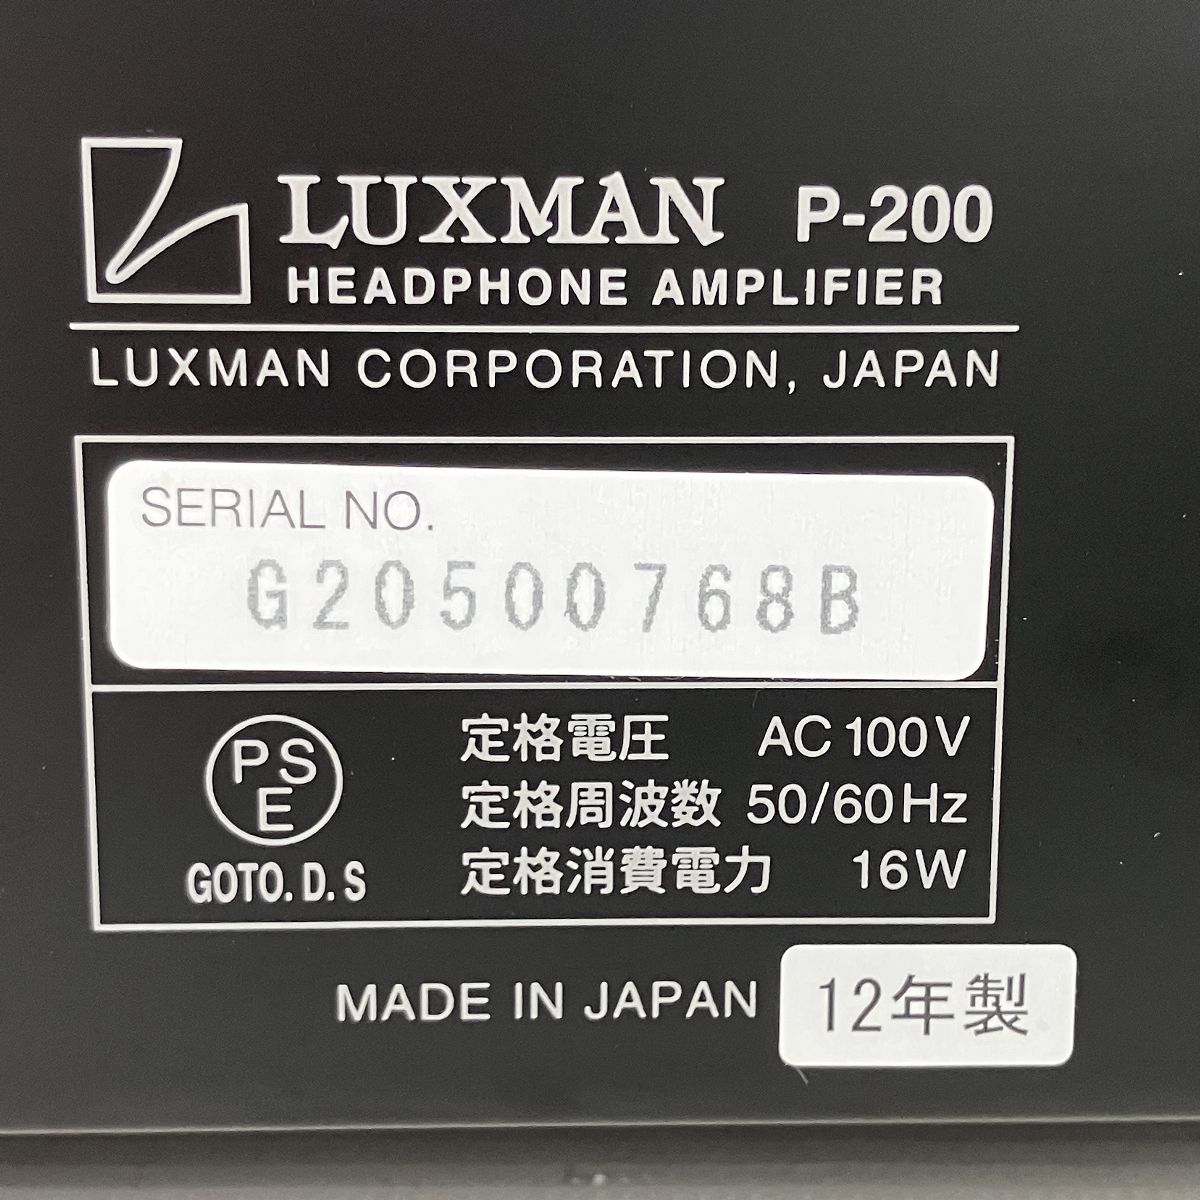 LUXMAN P-200
HEADPHONE AMPLIFIER
LUXMAN CORPORATION, JAPAN
SERIAL NO.
G20500768B
PSE
GOTO. D. S
定格電圧 AC 100V
定格周波数 50/60Hz
定格消費電力 16W
MADE IN JAPAN 12年製